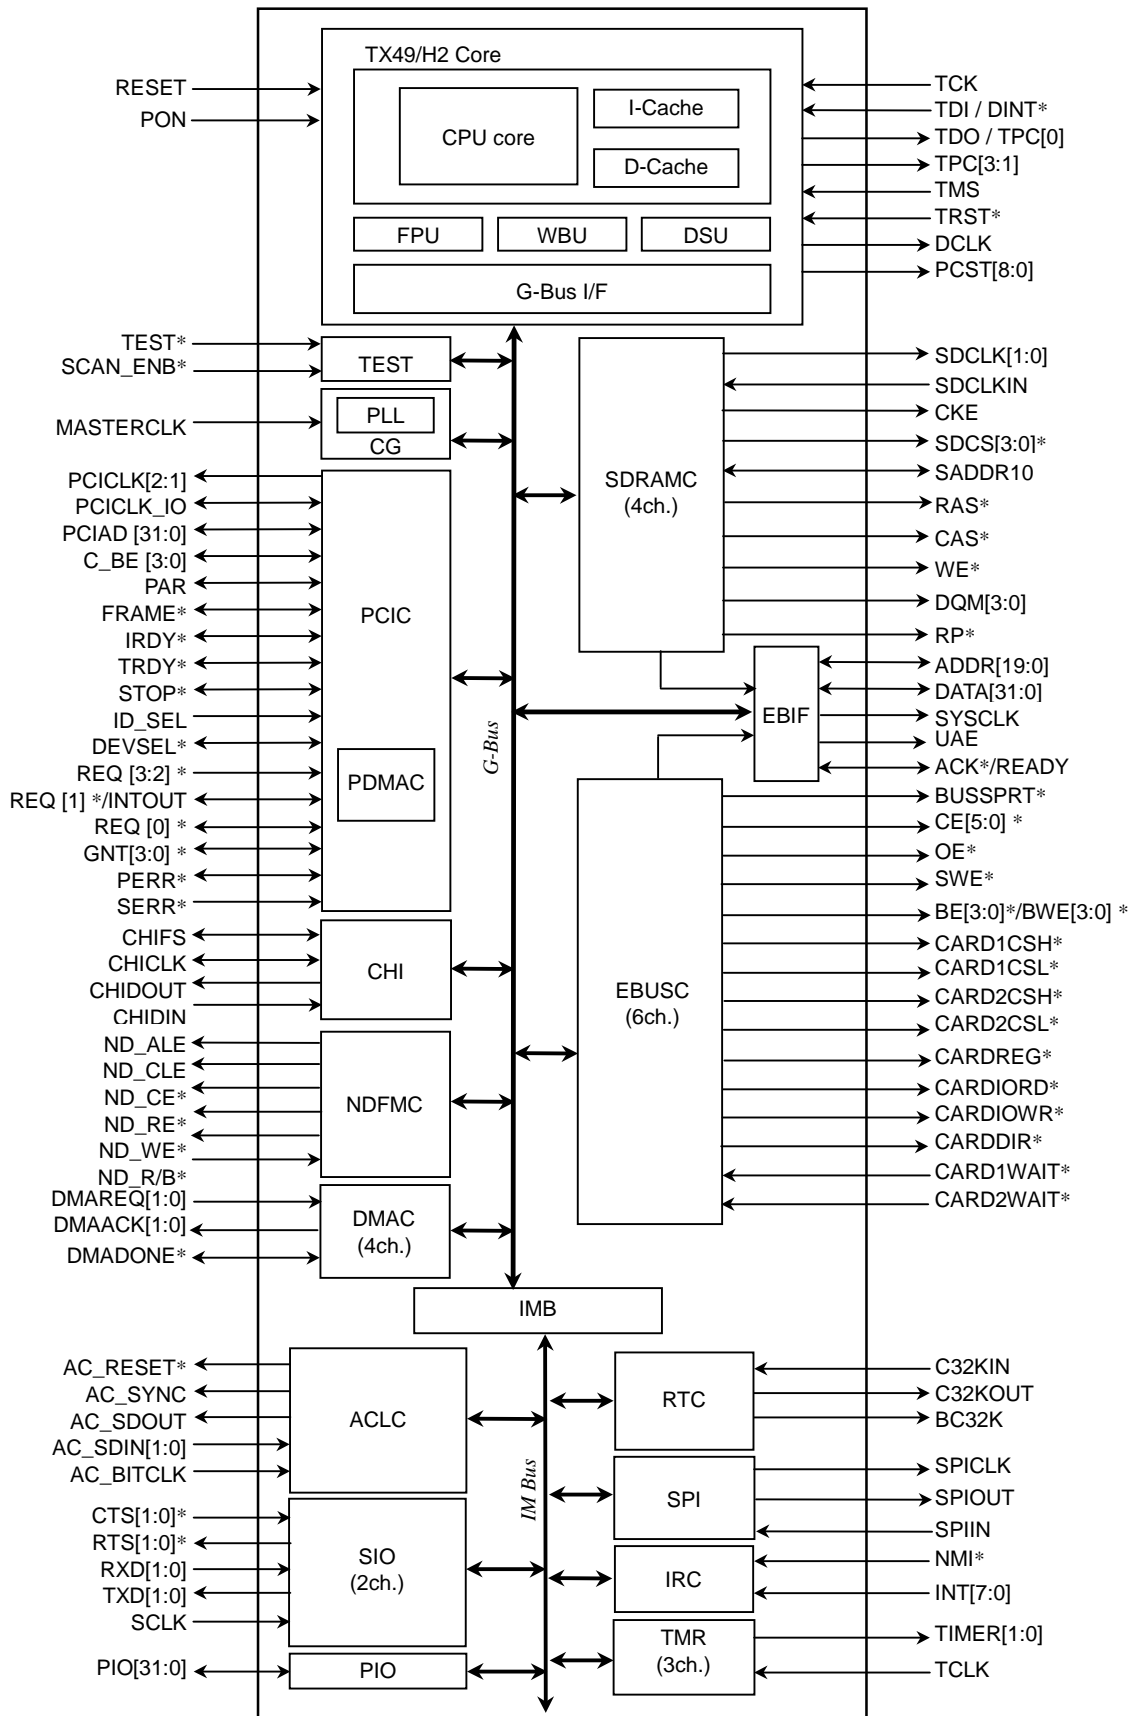 TX49/H2 Core
CPU core
I-Cache
D-Cache
FPU
WBU
DSU
G-Bus I/F
RESET
PON
TCK
TDI / DINT*
TDO / TPC[0]
TPC[3:1]
TMS
TRST*
DCLK
PCST[8:0]
TEST*
SCAN_ENB*
TEST
MASTERCLK
PLL
CG
PCICLK[2:1]
PCICLK_IO
PCIAD [31:0]
C_BE [3:0]
PAR
FRAME*
IRDY*
TRDY*
STOP*
ID_SEL
DEVSEL*
REQ [3:2] *
REQ [1] */INTOUT
REQ [0] *
GNT[3:0] *
PERR*
SERR*
PCIC
PDMAC
G-Bus
SDRAMC
(4ch.)
SDCLK[1:0]
SDCLKIN
CKE
SDCS[3:0]*
SADDR10
RAS*
CAS*
WE*
DQM[3:0]
RP*
EBIF
ADDR[19:0]
DATA[31:0]
SYSCLK
UAE
ACK*/READY
EBUSC
(6ch.)
BUSSPRT*
CE[5:0] *
OE*
SWE*
BE[3:0]*/BWE[3:0] *
CARD1CSH*
CARD1CSL*
CARD2CSH*
CARD2CSL*
CARDREG*
CARDIORD*
CARDIOWR*
CARDDIR*
CARD1WAIT*
CARD2WAIT*
CHIFS
CHICLK
CHIDOUT
CHIDIN
CHI
ND_ALE
ND_CLE
ND_CE*
ND_RE*
ND_WE*
ND_R/B*
NDFMC
DMAREQ[1:0]
DMAACK[1:0]
DMADONE*
DMAC
(4ch.)
IMB
AC_RESET*
AC_SYNC
AC_SDOUT
AC_SDIN[1:0]
AC_BITCLK
ACLC
IM Bus
RTC
C32KIN
C32KOUT
BC32K
SPI
SPICLK
SPIOUT
SPIIN
CTS[1:0]*
RTS[1:0]*
RXD[1:0]
TXD[1:0]
SCLK
SIO
(2ch.)
IRC
NMI*
INT[7:0]
PIO[31:0]
PIO
TMR
(3ch.)
TIMER[1:0]
TCLK